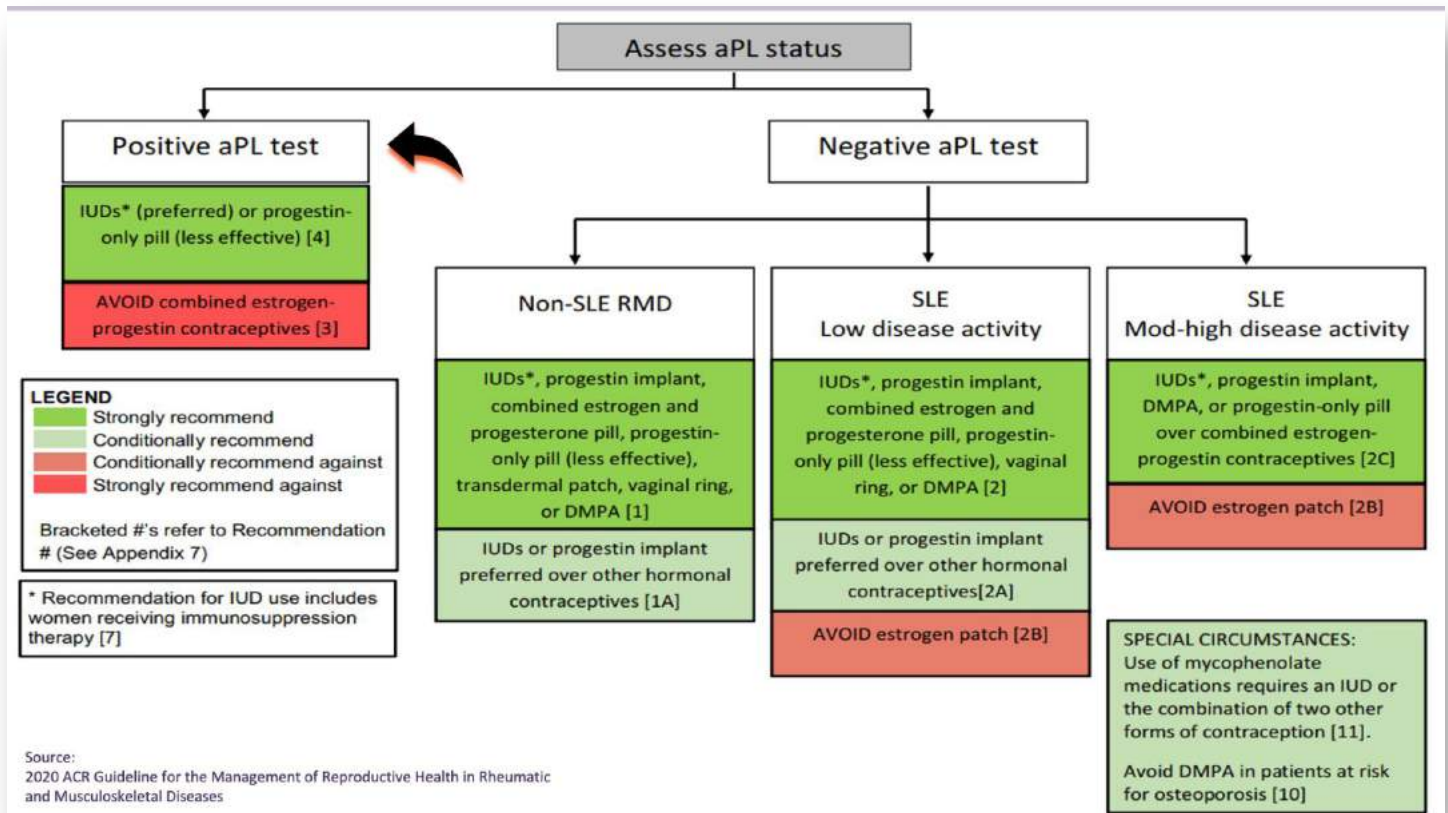 Assess aPL status
Positive aPL test
IUDs* (preferred) or progestin-
only pill (less effective) [4]
AVOID combined estrogen-
progestin contraceptives [3]
LEGEND
Strongly recommend
Conditionally recommend
Conditionally recommend against
Strongly recommend against
Bracketed #'s refer to Recommendation
# (See Appendix 7)
* Recommendation for IUD use includes
women receiving immunosuppression
therapy [7]
Negative aPL test
Non-SLE RMD
IUDs*, progestin implant,
combined estrogen and
progesterone pill, progestin-
only pill (less effective),
transdermal patch, vaginal ring,
or DMPA [1]
IUDs or progestin implant
preferred over other hormonal
contraceptives [1A]
SLE
Low disease activity
IUDs*, progestin implant,
combined estrogen and
progesterone pill, progestin-
only pill (less effective), vaginal
ring, or DMPA [2]
IUDs or progestin implant
preferred over other hormonal
contraceptives[2A]
AVOID estrogen patch [2B]
SLE
Mod-high disease activity
IUDs*, progestin implant,
DMPA, or progestin-only pill
over combined estrogen-
progestin contraceptives [2C]
AVOID estrogen patch [2B]
SPECIAL CIRCUMSTANCES:
Use of mycophenolate
medications requires an IUD or
the combination of two other
forms of contraception [11].
Avoid DMPA in patients at risk
for osteoporosis [10]
Source:
2020 ACR Guideline for the Management of Reproductive Health in Rheumatic
and Musculoskeletal Diseases